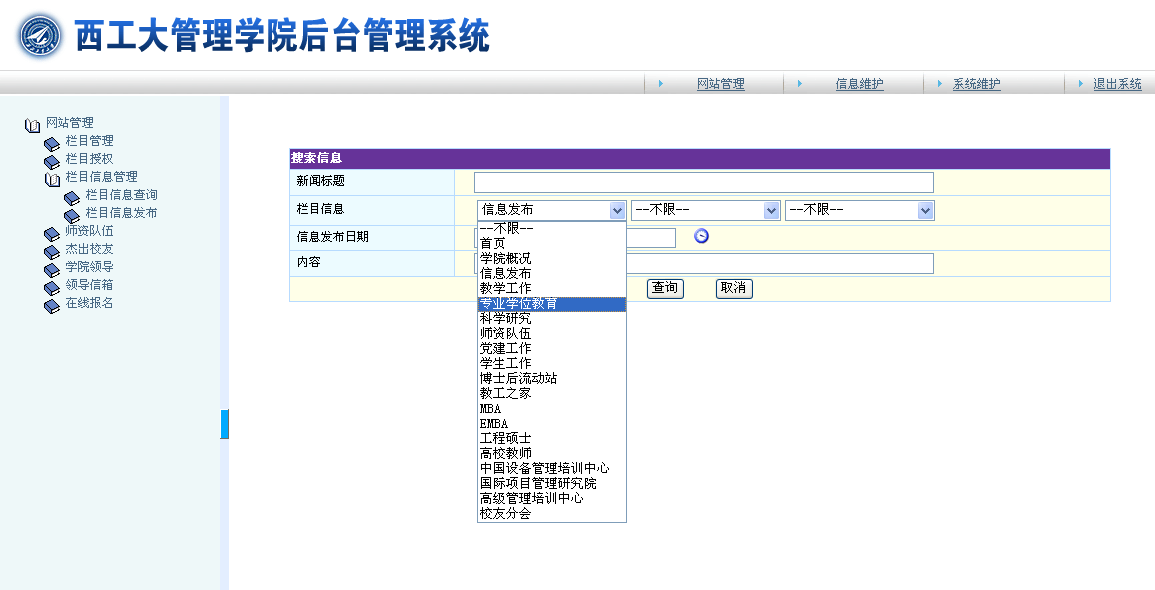 西工大管理学院后台管理系统
网站管理 信息维护 系统维护 退出系统
网站管理
栏目管理
栏目授权
栏目信息管理
栏目信息查询
栏目信息发布
师资队伍
杰出校友
学院领导
领导信箱
在线报名
搜索信息
新闻标题
栏目信息 信息发布 --不限-- --不限--
信息发布日期
内容
查询 取消
--不限--
首页
学院概况
信息发布
教学工作
专业学位教育
科学研究
师资队伍
党建工作
学生工作
博士后流动站
教工之家
MBA
EMBA
工程硕士
高校教师
中国设备管理培训中心
国际项目管理研究院
高级管理培训中心
校友分会